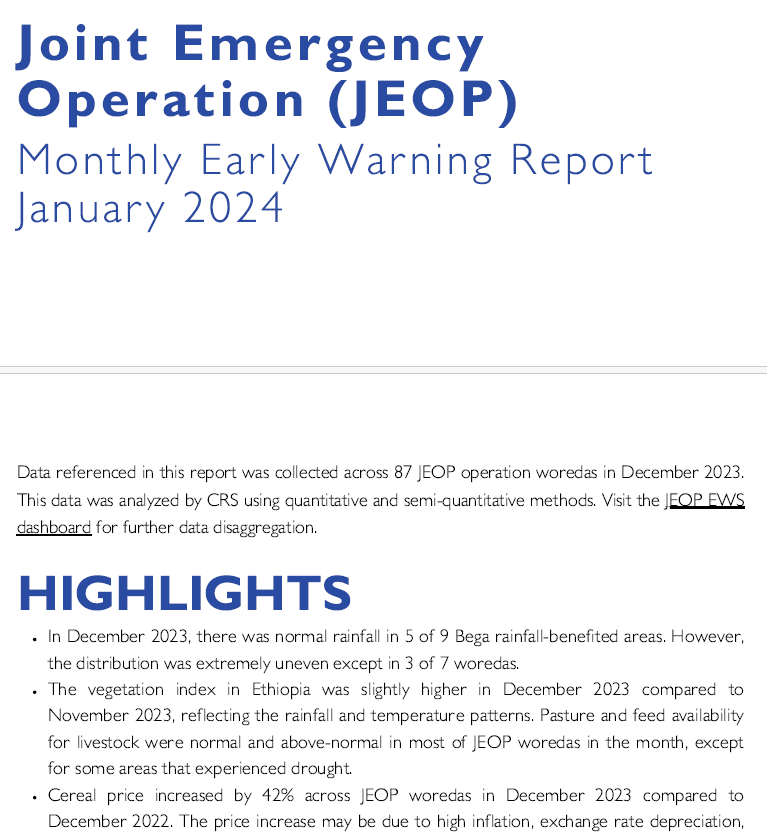 Joint Emergency
Operation (JEOP)
Monthly Early Warning Report
January 2024
Data referenced in this report was collected across 87 JEOP operation woredas in December 2023.
This data was analyzed by CRS using quantitative and semi-quantitative methods. Visit the JEOP EWS
dashboard for further data disaggregation.
HIGHLIGHTS
• In December 2023, there was normal rainfall in 5 of 9 Bega rainfall-benefited areas. However,
the distribution was extremely uneven except in 3 of 7 woredas.
• The vegetation index in Ethiopia was slightly higher in December 2023 compared to
November 2023, reflecting the rainfall and temperature patterns. Pasture and feed availability
for livestock were normal and above-normal in most of JEOP woredas in the month, except
for some areas that experienced drought.
• Cereal price increased by 42% across JEOP woredas in December 2023 compared to
December 2022. The price increase may be due to high inflation, exchange rate depreciation,